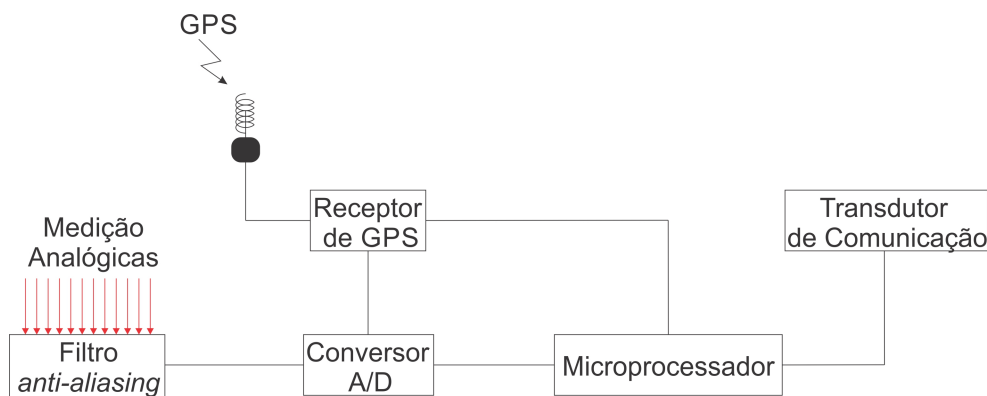 GPS
Receptor
de GPS
Transdutor
de Comunicação
Medição
Analógicas
Filtro
anti-aliasing
Conversor
A/D
Microprocessador